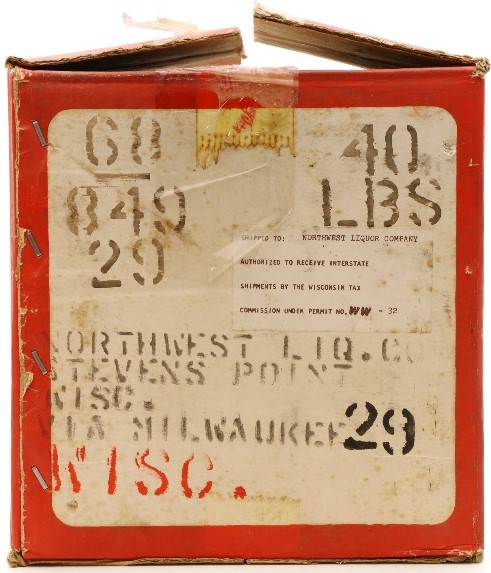 68
849
29
40
LBS
SHIPPED TO: NORTHWEST LIQUOR COMPANY
AUTHORIZED TO RECEIVE INTERSTATE
SHIPMENTS BY THE WISCONSIN TAX
COMMISSION UNDER PERMIT NO. WW - 32
NORTHWEST LIQ. CO
STEVENS POINT
WISC.
VIA MILWAUKEE 29
WISC.